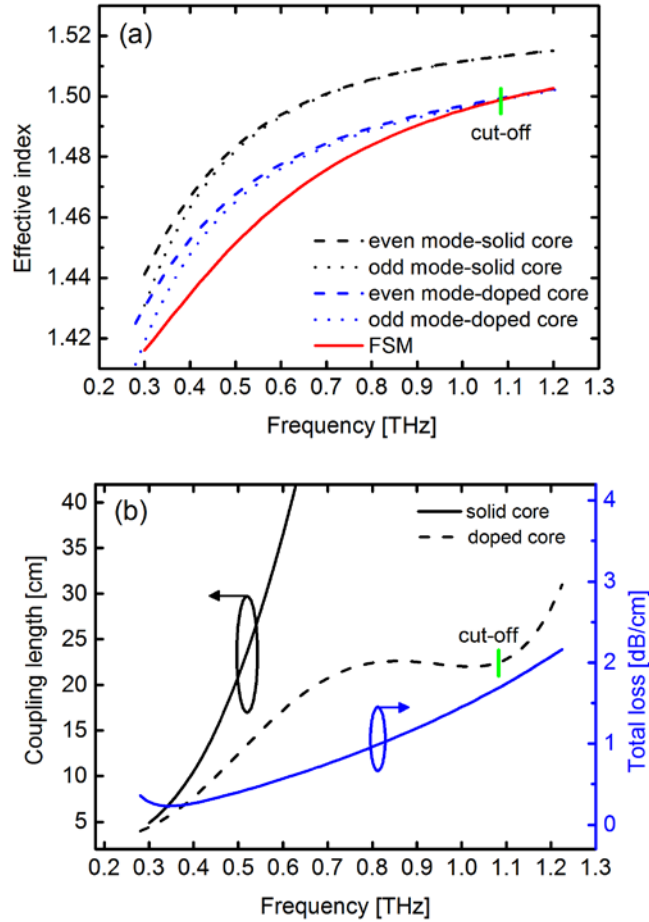 (a)
1.52
1.50
1.48
1.46
1.44
1.42
Effective index
cut-off
even mode-solid core
odd mode-solid core
even mode-doped core
odd mode-doped core
FSM
0.2 0.3 0.4 0.5 0.6 0.7 0.8 0.9 1.0 1.1 1.2 1.3
Frequency [THz]
(b)
40
35
30
25
20
15
10
5
Coupling length [cm]
solid core
doped core
cut-off
4
3
2
1
0
Total loss [dB/cm]
0.2 0.3 0.4 0.5 0.6 0.7 0.8 0.9 1.0 1.1 1.2 1.3
Frequency [THz]